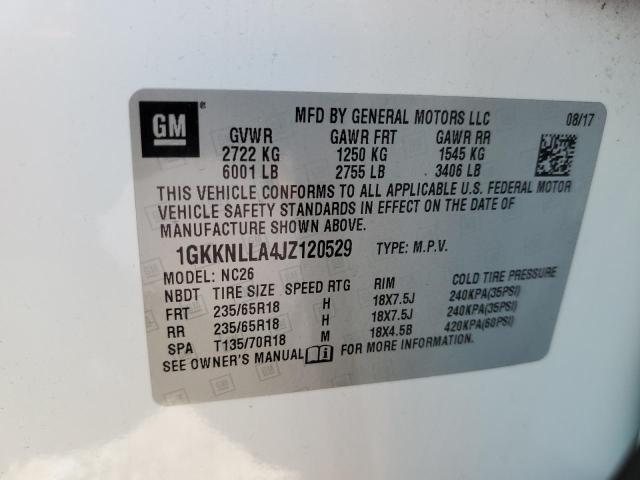 GM
®
MFD BY GENERAL MOTORS LLC 08/17
GVWR GAWR FRT GAWR RR
2722 KG 1250 KG 1545 KG
6001 LB 2755 LB 3406 LB
THIS VEHICLE CONFORMS TO ALL APPLICABLE U.S. FEDERAL MOTOR
VEHICLE SAFETY STANDARDS IN EFFECT ON THE DATE OF
MANUFACTURE SHOWN ABOVE.
1GKKNLLA4JZ120529 TYPE: M.P.V.
MODEL: NC26
NBDT TIRE SIZE SPEED RTG RIM COLD TIRE PRESSURE
FRT 235/65R18 H 18X7.5J 240KPA(35PSI)
RR 235/65R18 H 18X7.5J 240KPA(35PSI)
SPA T135/70R18 M 18X4.5B 420KPA(60PSI)
SEE OWNER'S MANUAL FOR MORE INFORMATION.